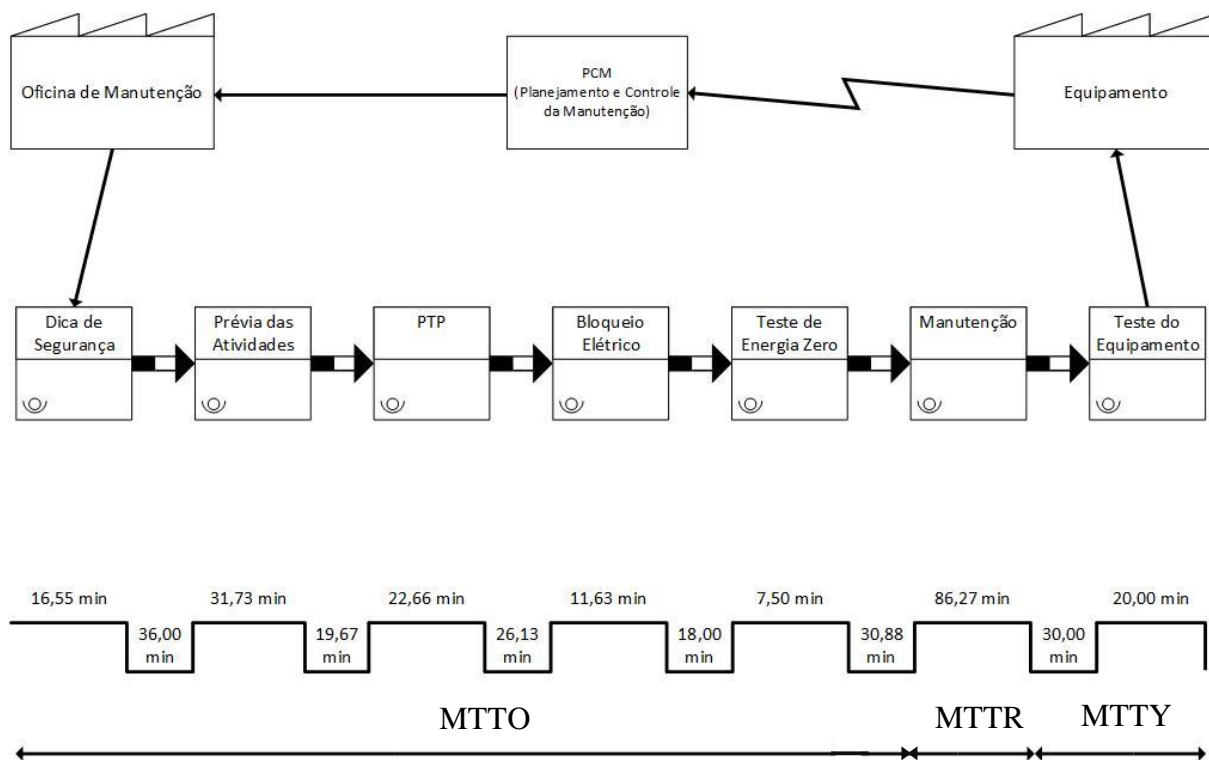 Oficina de Manutenção
PCM
(Planejamento e Controle
da Manutenção)
Equipamento
Dica de
Segurança
Prévia das
Atividades
PTP
Bloqueio
Elétrico
Teste de
Energia Zero
Manutenção
Teste do
Equipamento
16,55 min
31,73 min
22,66 min
11,63 min
7,50 min
86,27 min
20,00 min
36,00
min
19,67
min
26,13
min
18,00
min
30,88
min
30,00
min
MTTO
MTTR
MTTY